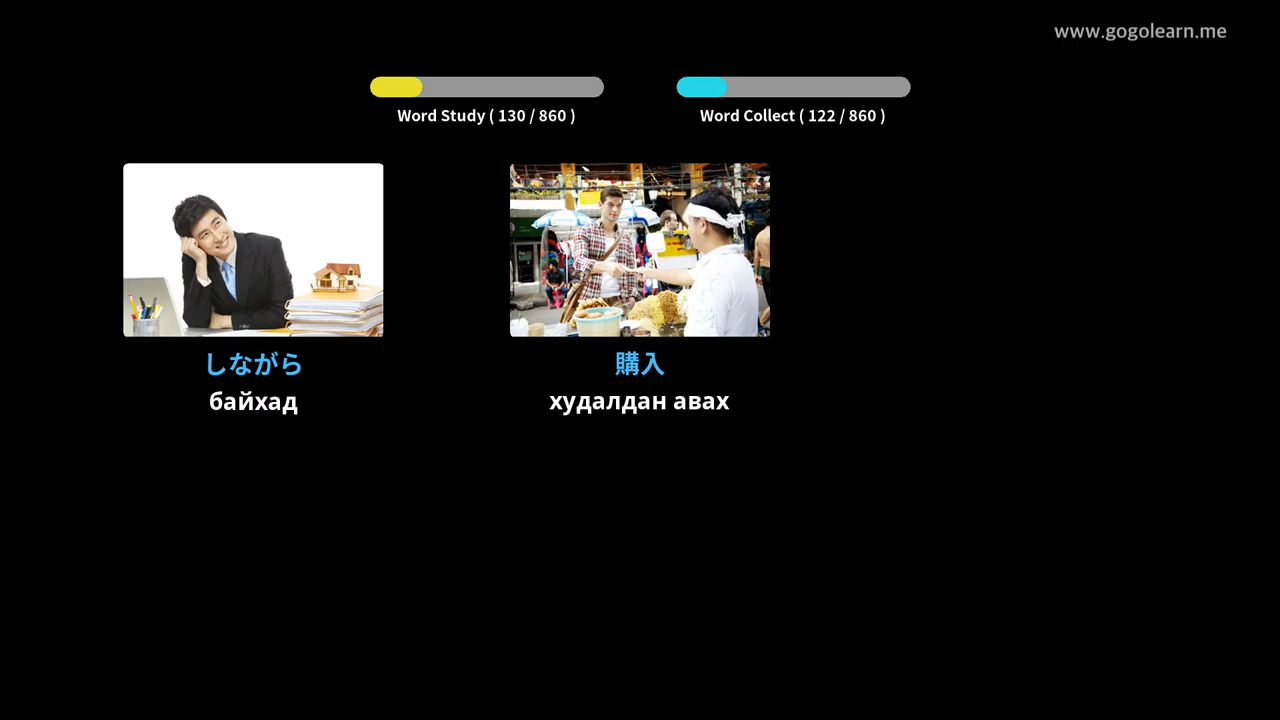 www.gogolearn.me
Word Study ( 130 / 860 )
Word Collect ( 122 / 860 )
しながら
байхад
購入
худалдан авах